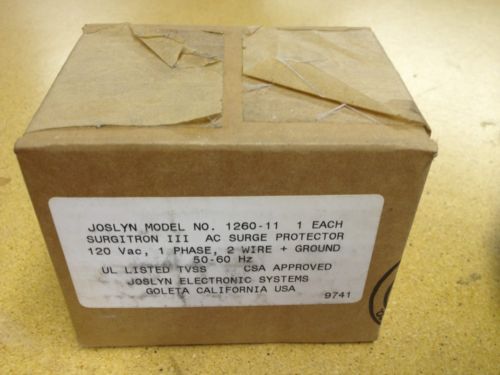 JOSLYN MODEL NO. 1260-11 1 EACH
SURGITRON III AC SURGE PROTECTOR
120 Vac, 1 PHASE, 2 WIRE + GROUND
50-60 Hz
UL LISTED TVSS CSA APPROVED
JOSLYN ELECTRONIC SYSTEMS
GOLETA CALIFORNIA USA
9741